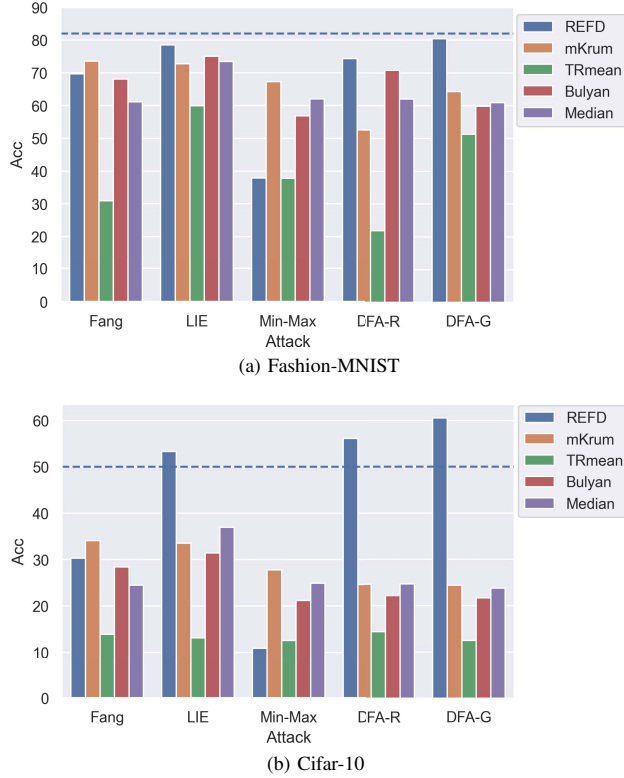 90
80
70
60
50
40
30
20
10
0
Acc
Fang LIE Min-Max DFA-R DFA-G
Attack
REFD
mKrum
TRmean
Bulyan
Median
(a) Fashion-MNIST
60
50
40
30
20
10
0
Acc
Fang LIE Min-Max DFA-R DFA-G
Attack
REFD
mKrum
TRmean
Bulyan
Median
(b) Cifar-10